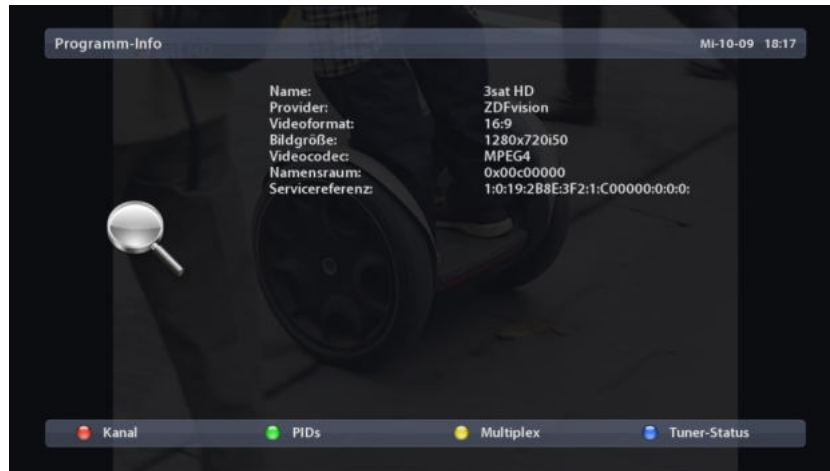 Programm-Info Mi-10-09 18:17
Name: 3sat HD
Provider: ZDFvision
Videoformat: 16:9
Bildgröße: 1280x720i50
Videocodec: MPEG4
Namensraum: 0x00c00000
Servicereferenz: 1:0:19:2B8E:3F2:1:C00000:0:0:0:
Kanal PIDs Multiplex Tuner-Status